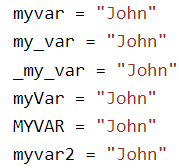 myvar = "John"
my_var = "John"
_my_var = "John"
myVar = "John"
MYVAR = "John"
myvar2 = "John"